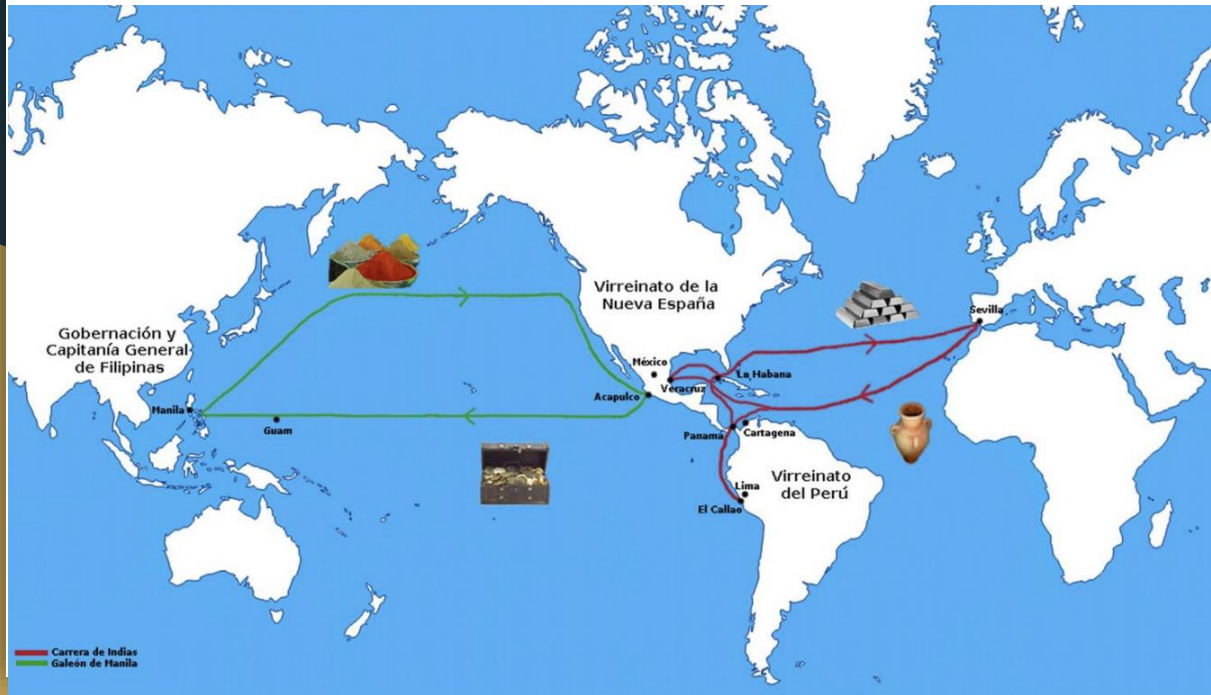 Virreinato de la
Nueva España
Sevilla
Gobernación y
Capitanía General
de Filipinas
México
La Habana
Veracruz
Acapulco
Manila
Guam
Panamá
Cartagena
Virreinato
del Perú
Lima
El Callao
Carrera de Indias
Galeón de Manila